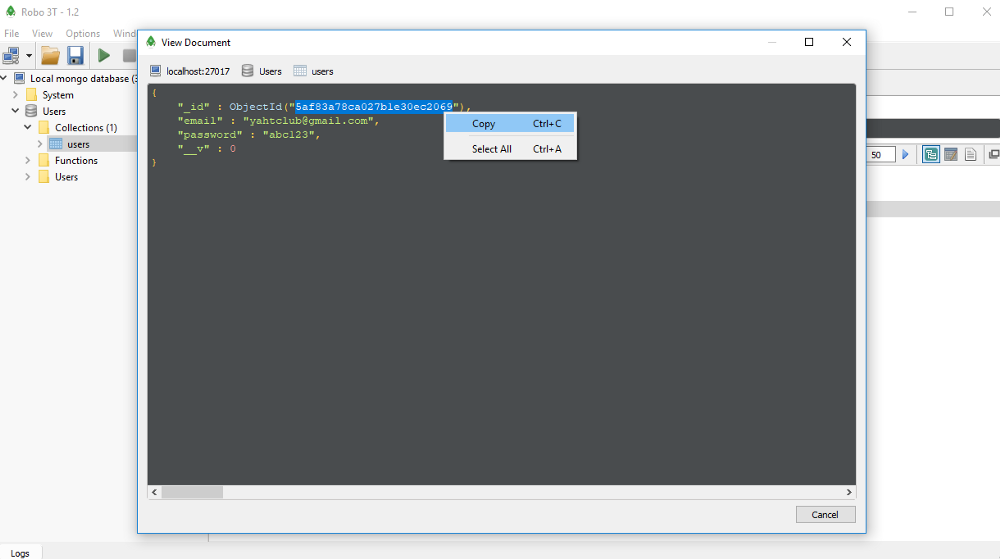 Robo 3T - 1.2
File View Options Wind
View Document
localhost:27017 Users users
Local mongo database (3
System
Users
Collections (1)
users
Functions
Users
{
"_id" : ObjectId("5af83a78ca027b1e30ec2069"),
"email" : "yahtclub@gmail.com",
"password" : "abc123",
"__v" : 0
}
Copy Ctrl+C
Select All Ctrl+A
50
Cancel
Logs